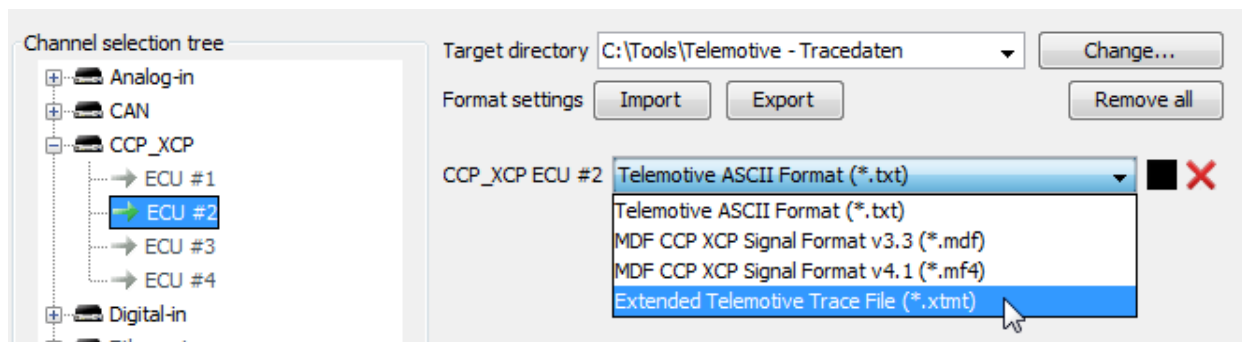 Channel selection tree
Analog-in
CAN
CCP_XCP
ECU #1
ECU #2
ECU #3
ECU #4
Digital-in
Target directory C:\Tools\Telemotive - Tracedaten Change...
Format settings Import Export Remove all
CCP_XCP ECU #2 Telemotive ASCII Format (*.txt)
Telemotive ASCII Format (*.txt)
MDF CCP XCP Signal Format v3.3 (*.mdf)
MDF CCP XCP Signal Format v4.1 (*.mf4)
Extended Telemotive Trace File (*.xtmt)